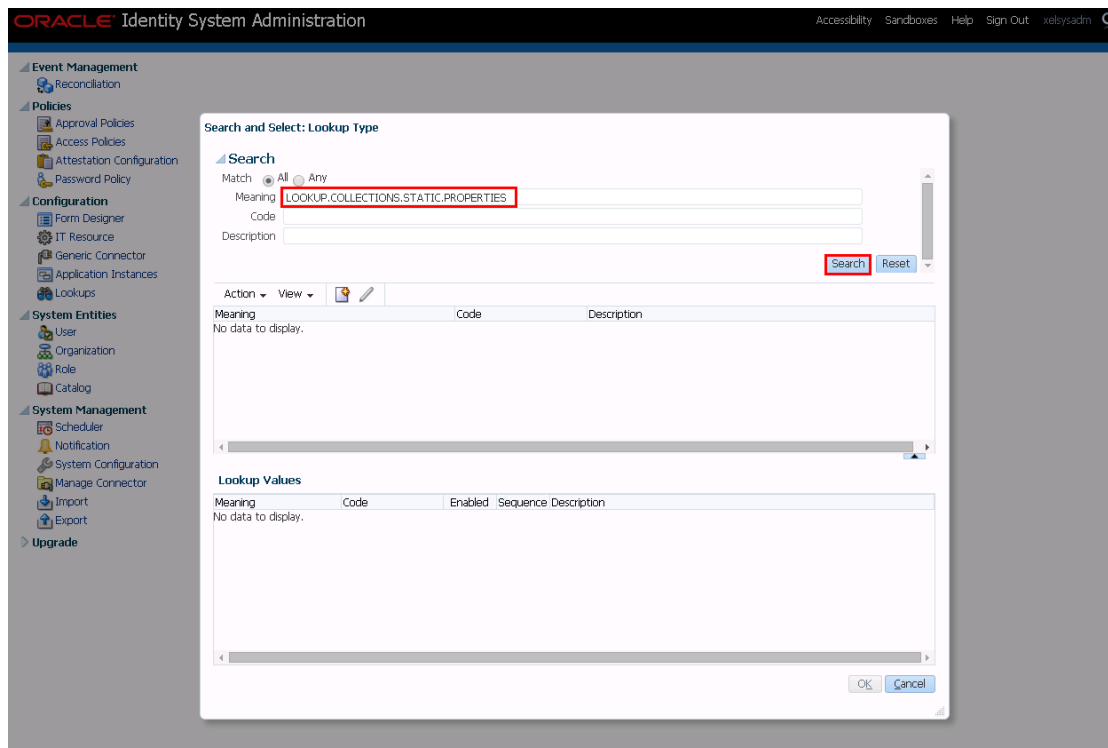 ORACLE Identity System Administration
Accessibility Sandboxes Help Sign Out xelsysadm
Event Management
Reconciliation
Policies
Approval Policies
Access Policies
Attestation Configuration
Password Policy
Configuration
Form Designer
IT Resource
Generic Connector
Application Instances
Lookups
System Entities
User
Organization
Role
Catalog
System Management
Scheduler
Notification
System Configuration
Manage Connector
Import
Export
Upgrade
Search and Select: Lookup Type
Search
Match All Any
Meaning LOOKUP.COLLECTIONS.STATIC.PROPERTIES
Code
Description
Search Reset
Action View
Meaning Code Description
No data to display.
Lookup Values
Meaning Code Enabled Sequence Description
No data to display.
OK Cancel